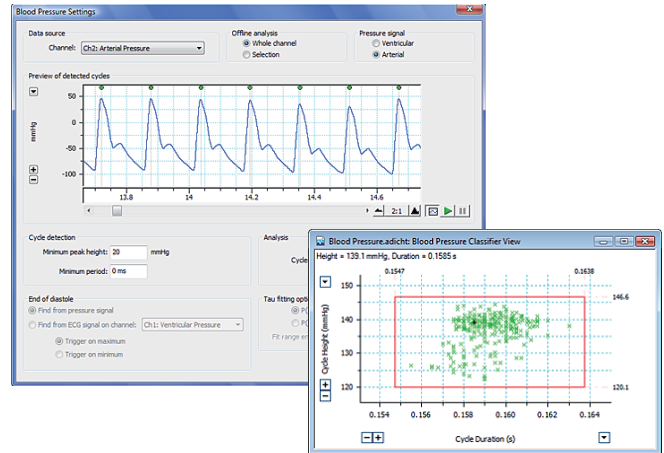 Blood Pressure Settings
Data source
Channel: Ch2: Arterial Pressure
Offline analysis
Whole channel
Selection
Pressure signal
Ventricular
Arterial
Preview of detected cycles
mmHg
50
0
-50
-100
13.8 14 14.2 14.4 14.6
2:1
Cycle detection
Minimum peak height: 20 mmHg
Minimum period: 0 ms
Analysis
Cycle
End of diastole
Find from pressure signal
Find from ECG signal on channel: Ch1: Ventricular Pressure
Trigger on maximum
Trigger on minimum
Tau fitting optio
Fit range en
Blood Pressure.adicht: Blood Pressure Classifier View
Height = 139.1 mmHg, Duration = 0.1585 s
0.1547 0.1638
Cycle Height (mmHg)
150
140
130
120
146.6
120.1
0.154 0.156 0.158 0.160 0.162 0.164
Cycle Duration (s)